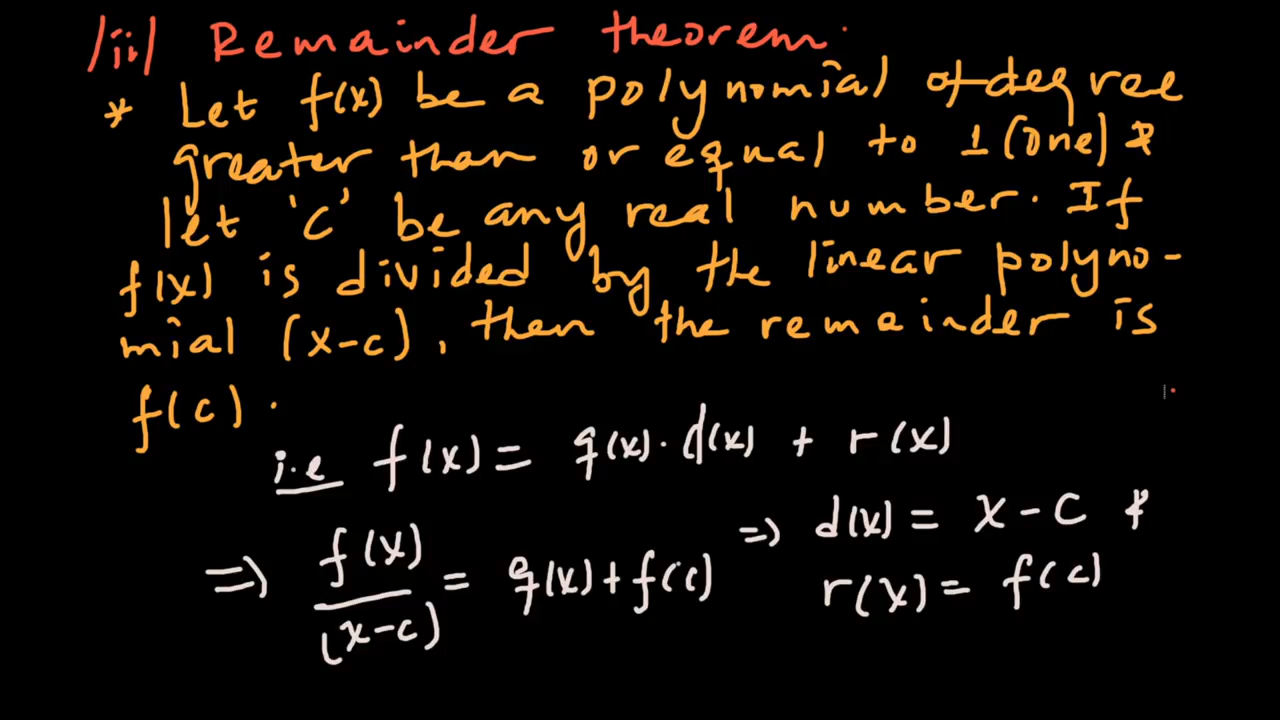 (ii) Remainder theorem.
* Let f(x) be a polynomial of degree
greater than or equal to 1 (one) &
let 'c' be any real number. If
f(x) is divided by the linear polyno-
mial (x-c), then the remainder is
f(c).
i.e f(x) = q(x)·d(x) + r(x)
⇒ f(x)/(x-c) = q(x) + f(c) ⇒ d(x) = x - c &
r(x) = f(c)